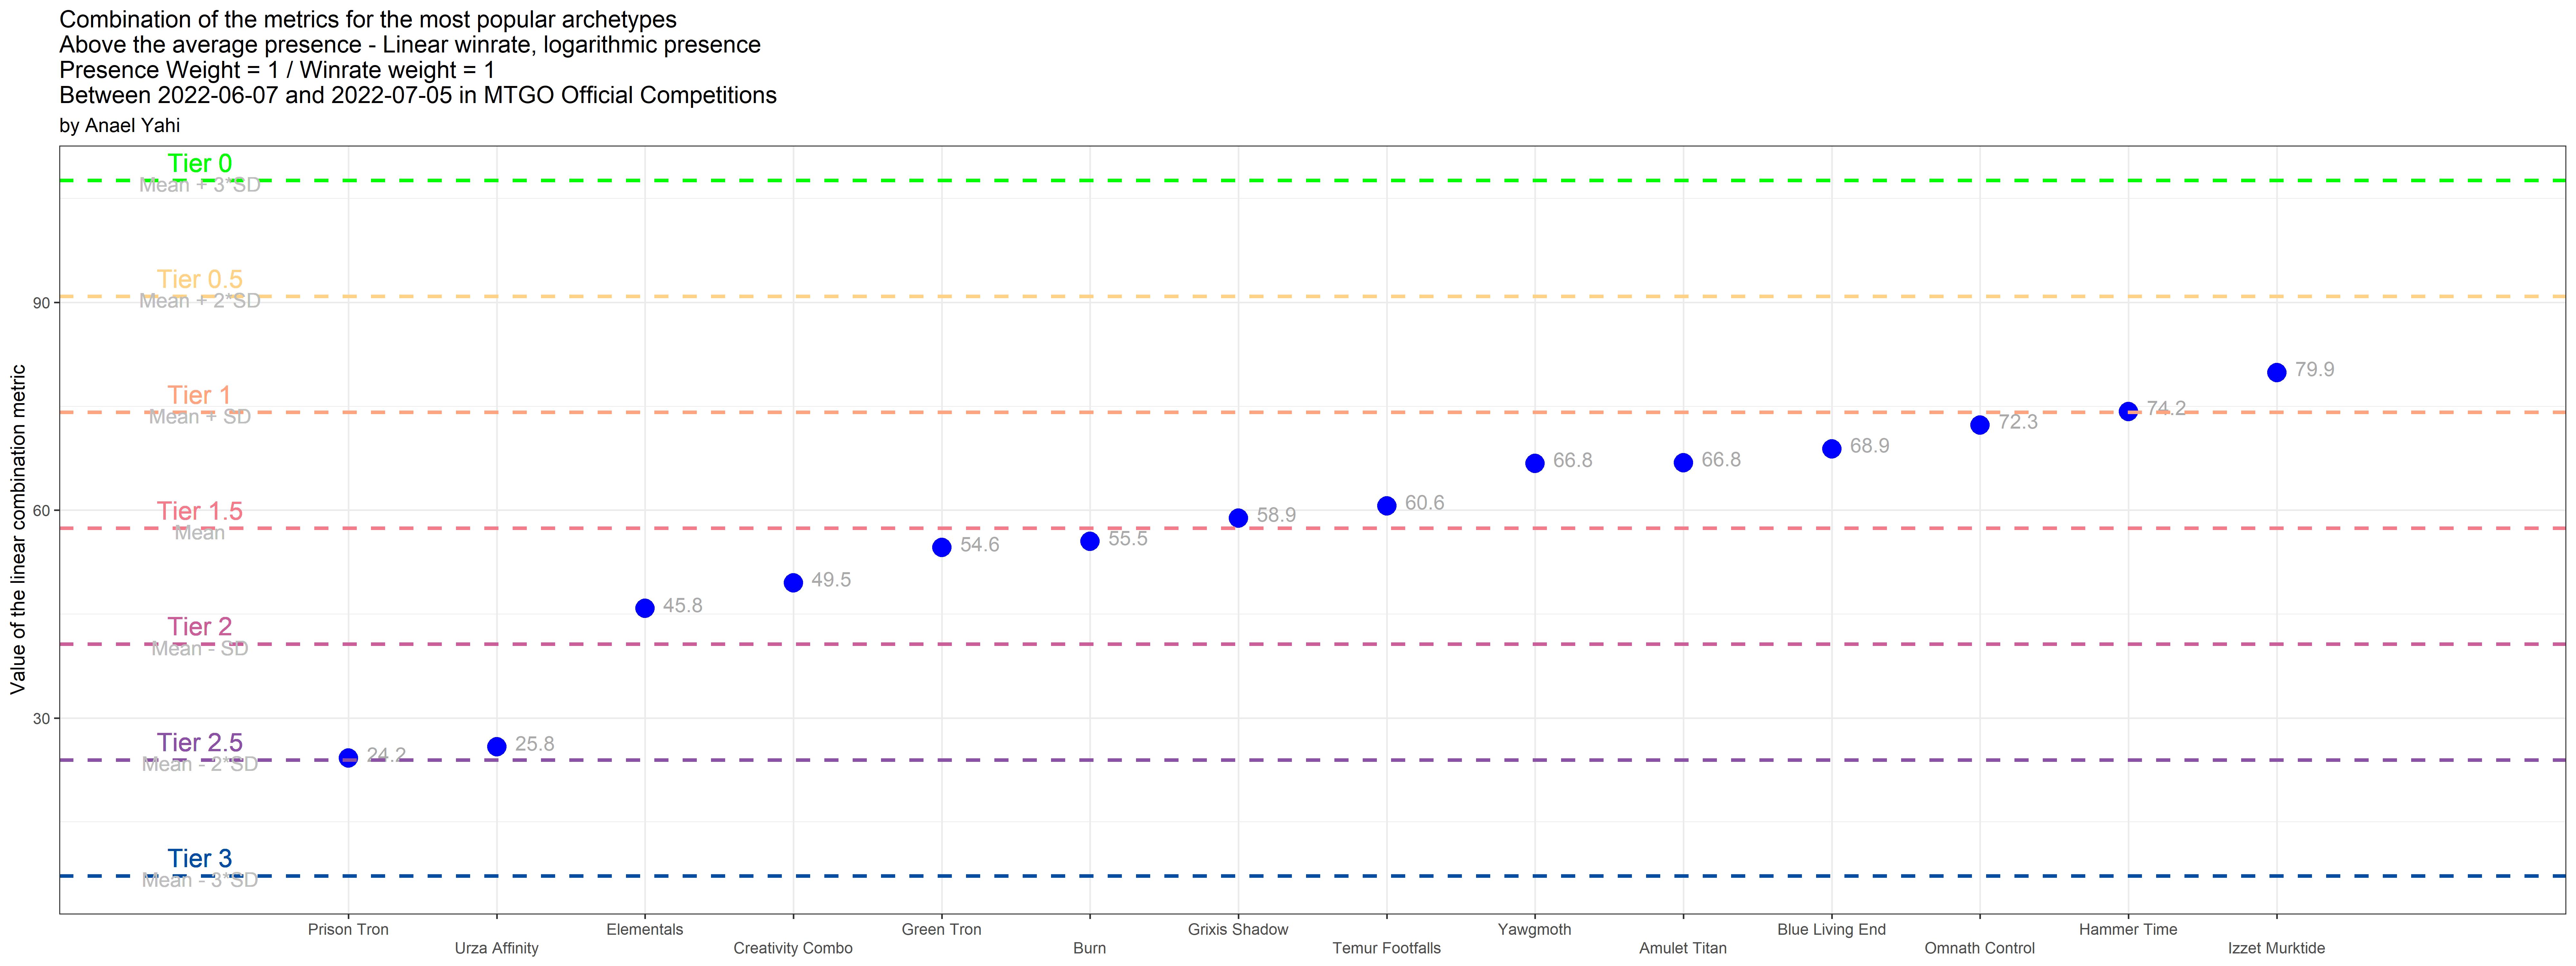 Combination of the metrics for the most popular archetypes
Above the average presence - Linear winrate, logarithmic presence
Presence Weight = 1 / Winrate weight = 1
Between 2022-06-07 and 2022-07-05 in MTGO Official Competitions
by Anael Yahi
Value of the linear combination metric
90
60
30
Tier 0
Mean + 3*SD
Tier 0.5
Mean + 2*SD
Tier 1
Mean + SD
Tier 1.5
Mean
Tier 2
Mean - SD
Tier 2.5
Mean - 2*SD
Tier 3
Mean - 3*SD
24.2
25.8
45.8
49.5
54.6
55.5
58.9
60.6
66.8
66.8
68.9
72.3
74.2
79.9
Prison Tron
Urza Affinity
Elementals
Creativity Combo
Green Tron
Burn
Grixis Shadow
Temur Footfalls
Yawgmoth
Amulet Titan
Blue Living End
Omnath Control
Hammer Time
Izzet Murktide